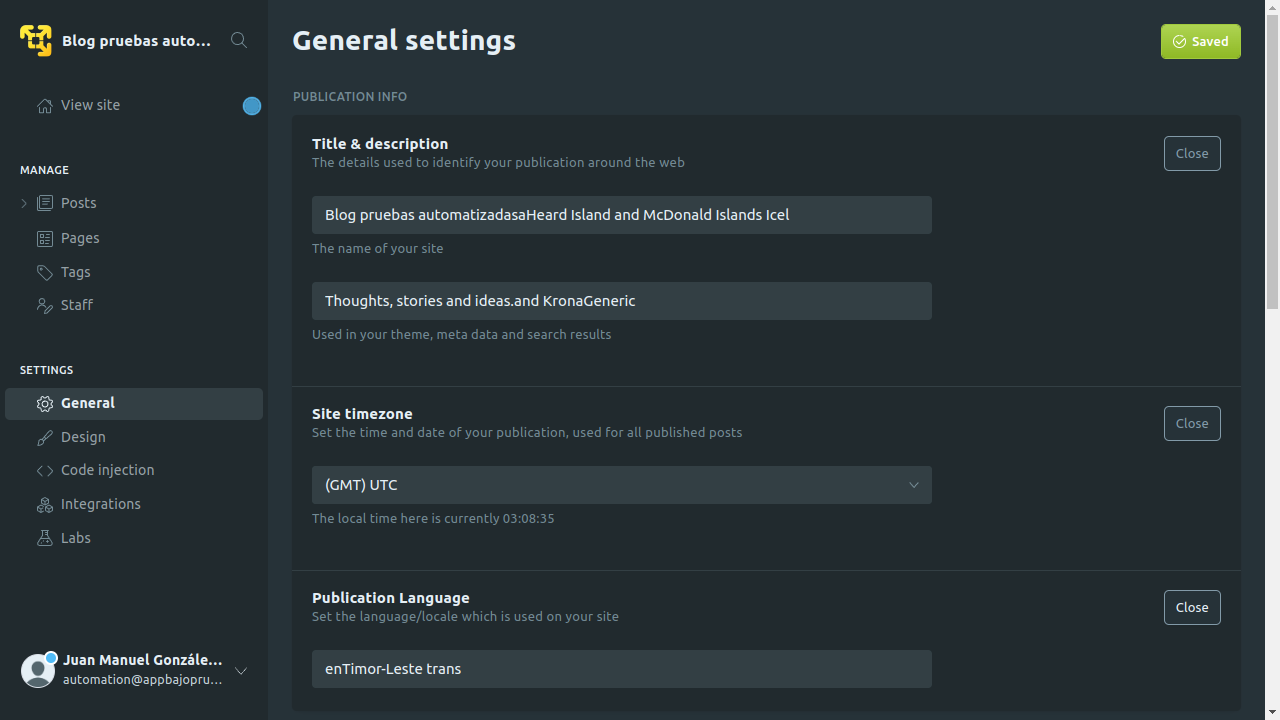 Blog pruebas auto...
View site
MANAGE
Posts
Pages
Tags
Staff
SETTINGS
General
Design
Code injection
Integrations
Labs
Juan Manuel Gonzále...
automation@appbajopru...
General settings
Saved
PUBLICATION INFO
Title & description
Close
The details used to identify your publication around the web
Blog pruebas automatizadasaHeard Island and McDonald Islands Icel
The name of your site
Thoughts, stories and ideas.and KronaGeneric
Used in your theme, meta data and search results
Site timezone
Close
Set the time and date of your publication, used for all published posts
(GMT) UTC
The local time here is currently 03:08:35
Publication Language
Close
Set the language/locale which is used on your site
enTimor-Leste trans